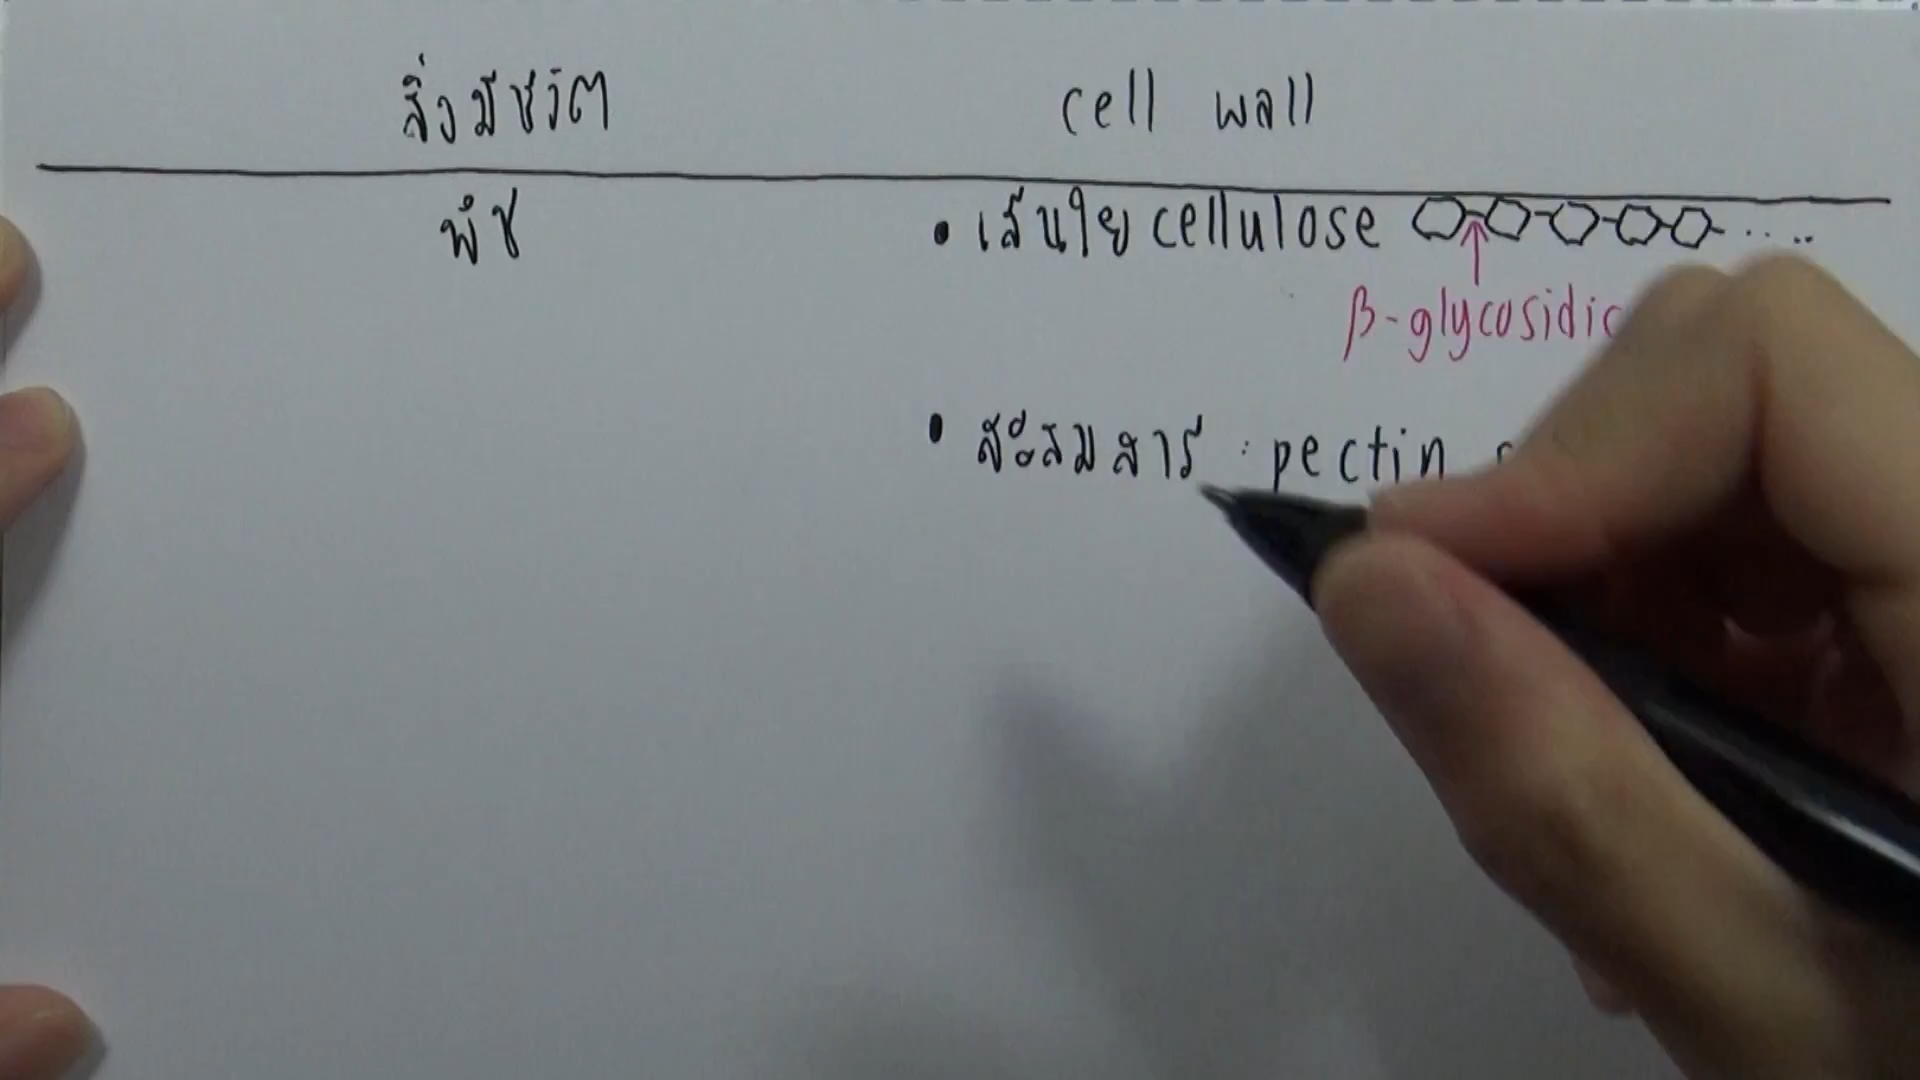 สิ่งมีชีวิต cell wall
พืช • เส้นใย cellulose
β-glycosidic
• สะสมสาร : pectin